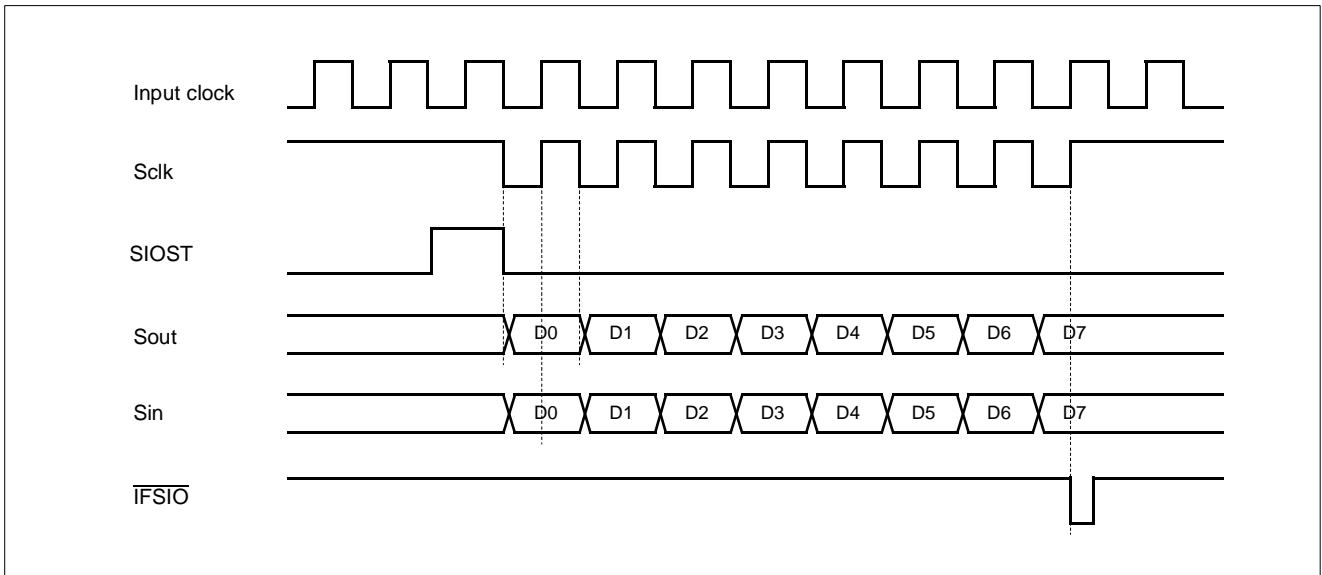 Input clock
Sclk
SIOST
Sout D0 D1 D2 D3 D4 D5 D6 D7
Sin D0 D1 D2 D3 D4 D5 D6 D7
IFSIO